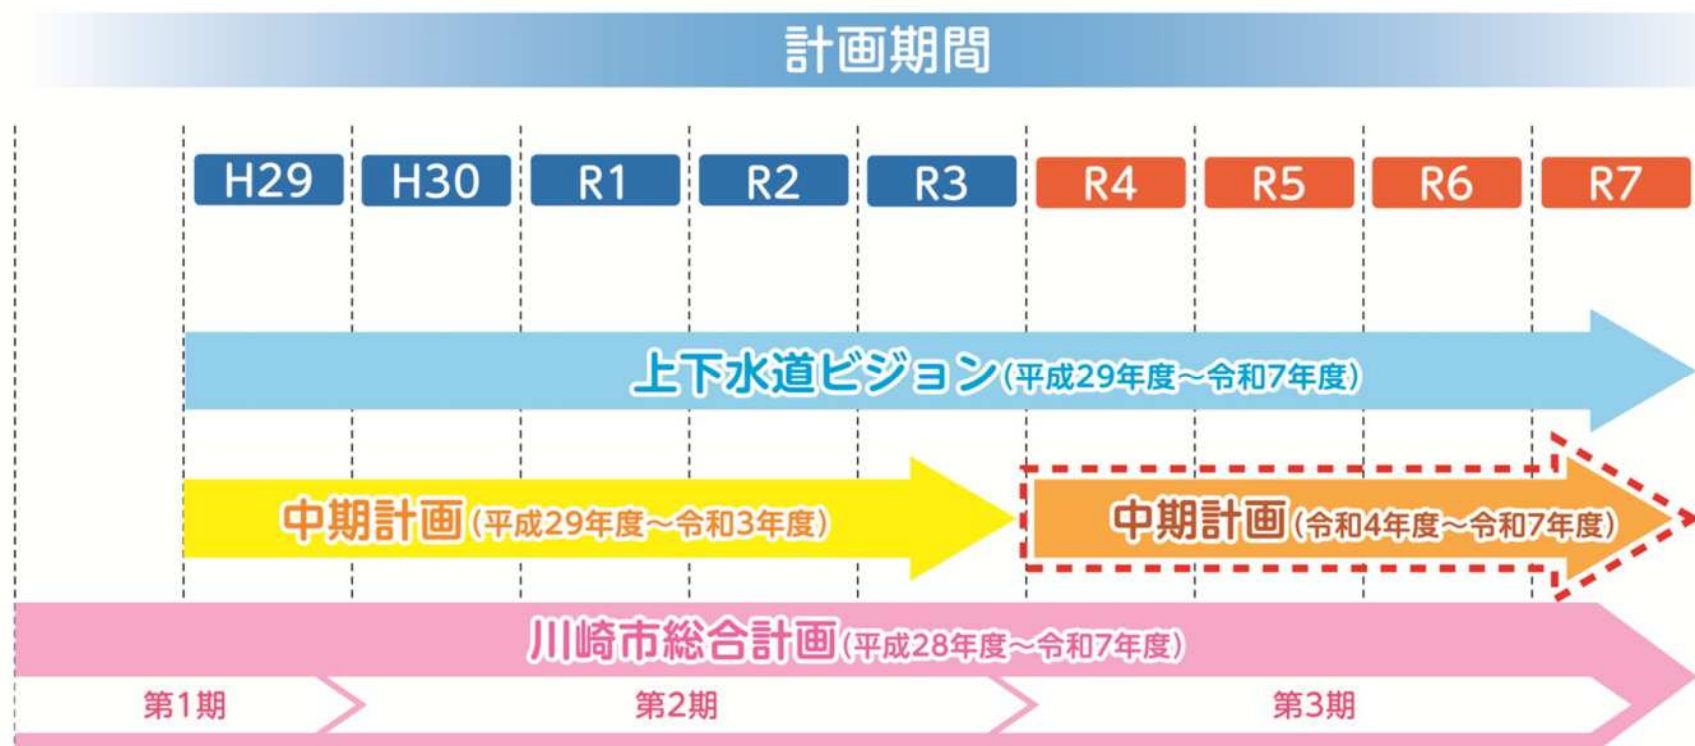 計画期間
H29 H30 R1 R2 R3 R4 R5 R6 R7
上下水道ビジョン(平成29年度～令和7年度)
中期計画(平成29年度～令和3年度) 中期計画(令和4年度～令和7年度)
川崎市総合計画(平成28年度～令和7年度)
第1期 第2期 第3期